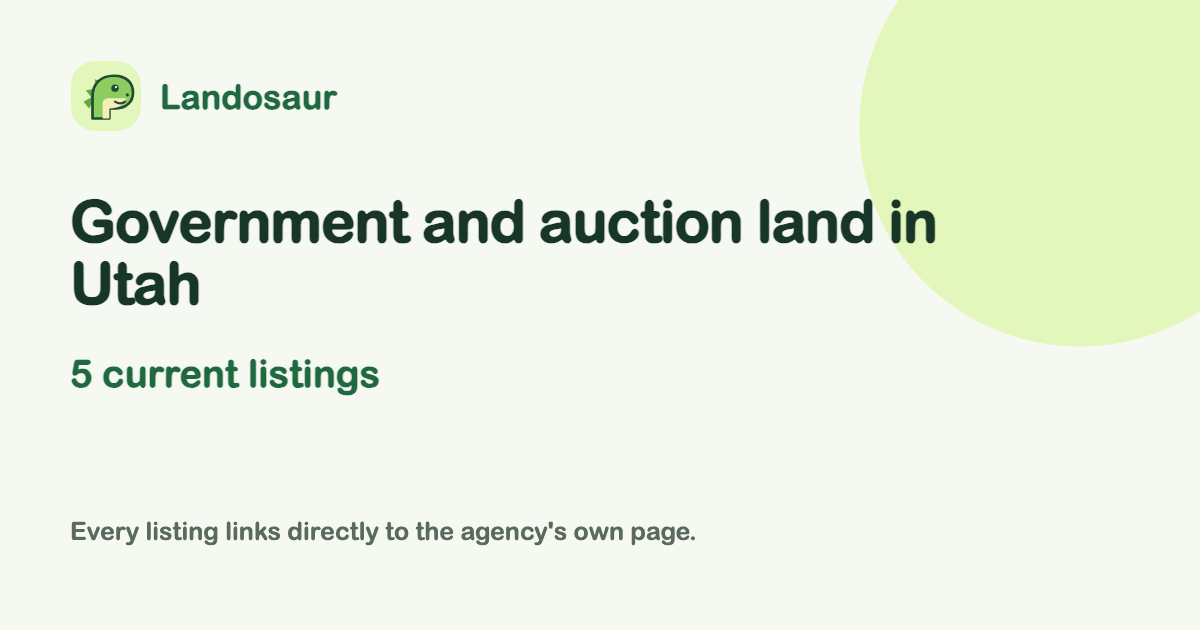 Landosaur
Government and auction land in
Utah
5 current listings
Every listing links directly to the agency's own page.